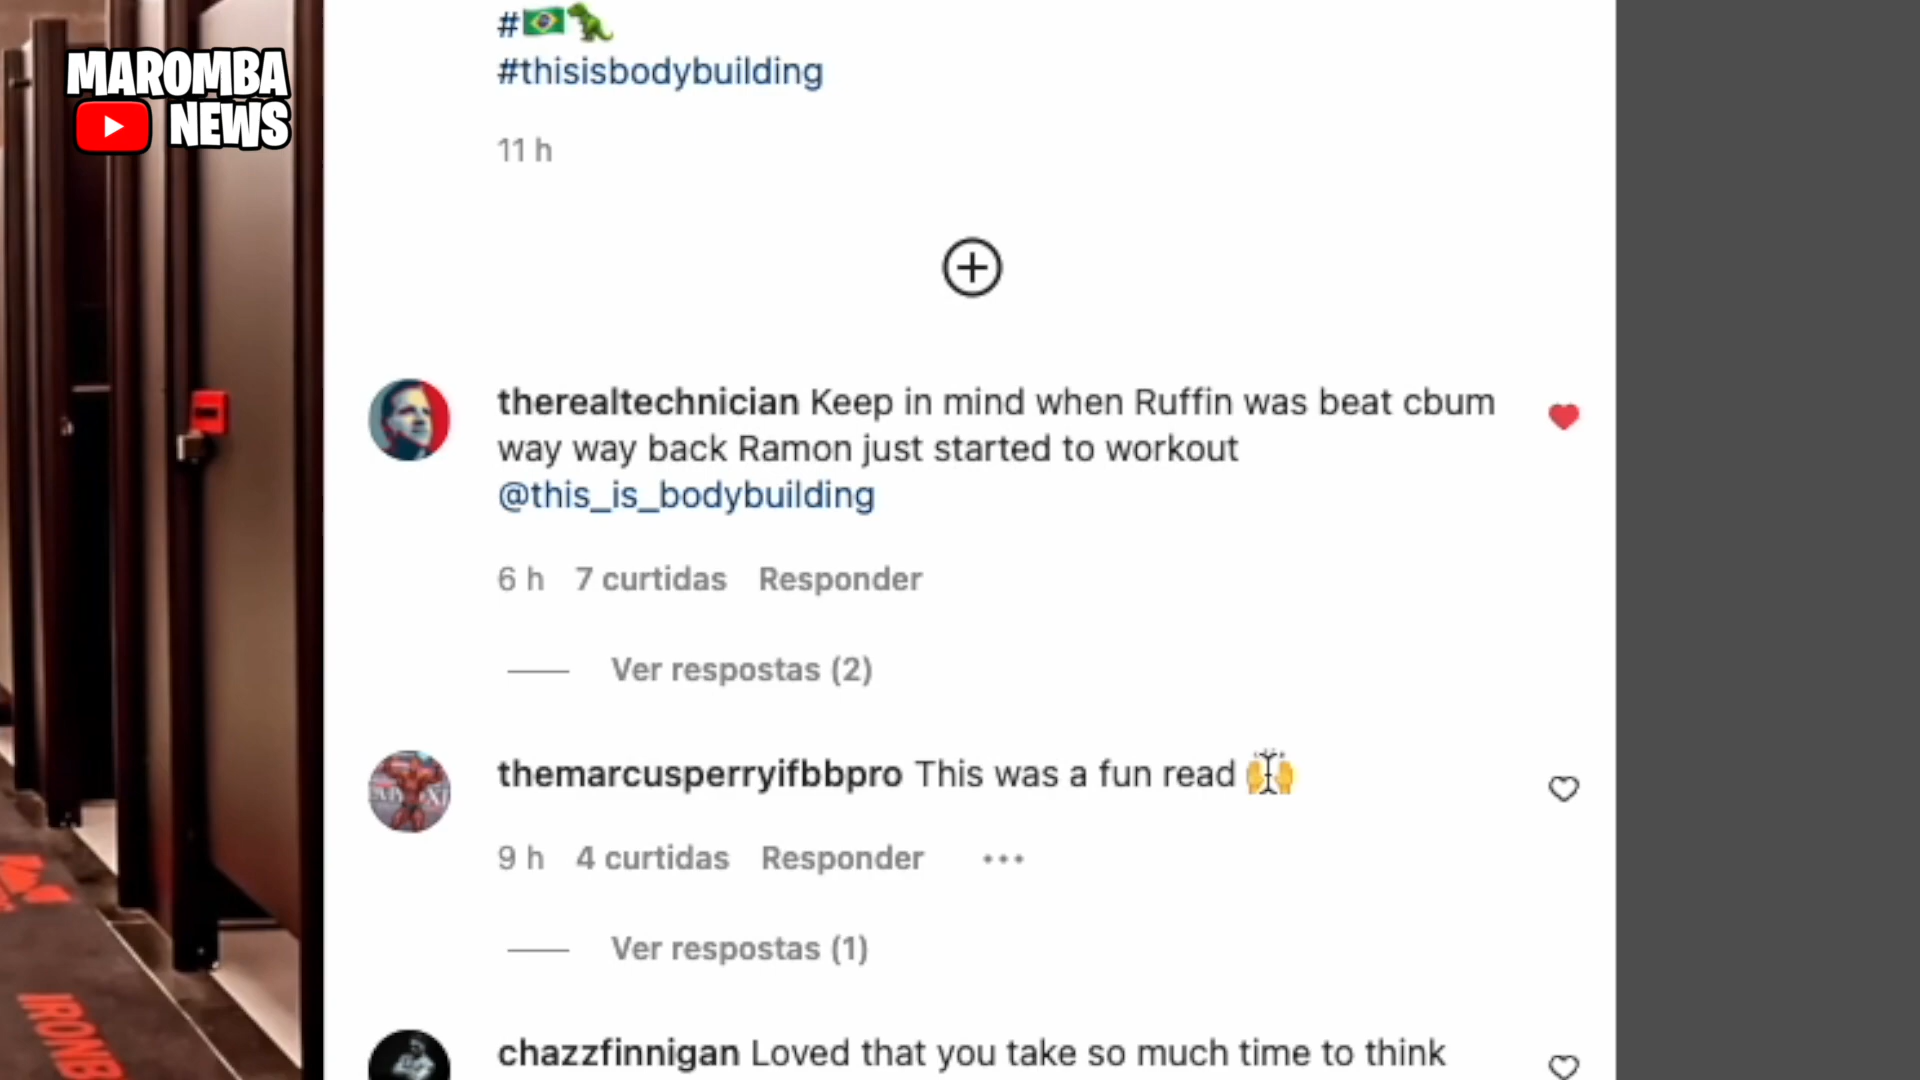 MAROMBA
NEWS
#🇧🇷🦖
#thisisbodybuilding
11 h
therealtechnician Keep in mind when Ruffin was beat cbum
way way back Ramon just started to workout
@this_is_bodybuilding
6 h 7 curtidas Responder
Ver respostas (2)
themarcusperryifbbpro This was a fun read 🙌
9 h 4 curtidas Responder •••
Ver respostas (1)
chazzfinnigan Loved that you take so much time to think
IRONB